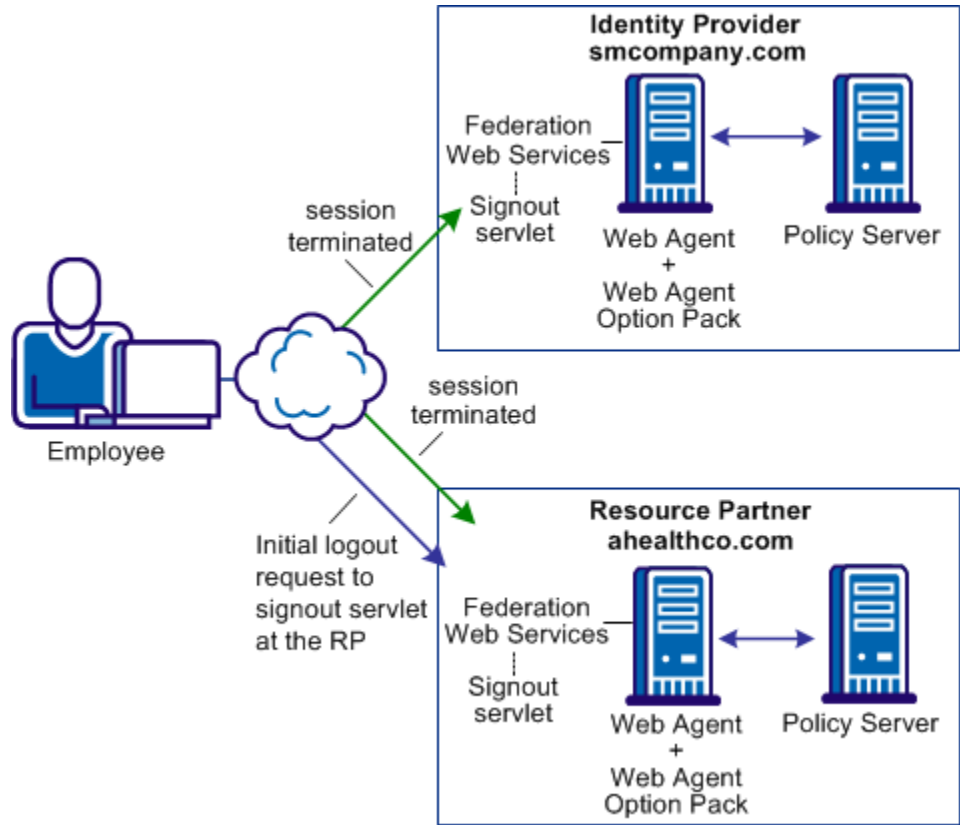 Identity Provider
smcompany.com
Federation
Web Services
Signout
servlet
Web Agent
+
Web Agent
Option Pack
Policy Server
session
terminated
Employee
session
terminated
Initial logout
request to
signout servlet
at the RP
Resource Partner
ahealthco.com
Federation
Web Services
Signout
servlet
Web Agent
+
Web Agent
Option Pack
Policy Server